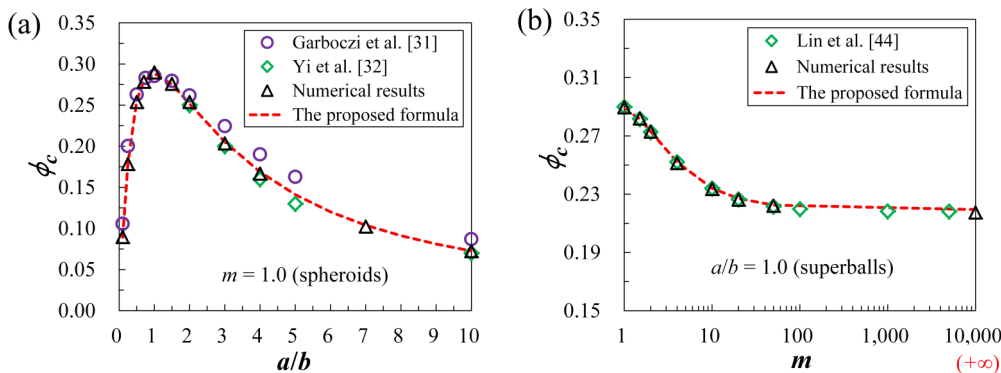 (a)
ϕc
0.35
0.30
0.25
0.20
0.15
0.10
0.05
0.00
Garboczi et al. [31]
Yi et al. [32]
Numerical results
The proposed formula
m = 1.0 (spheroids)
0 1 2 3 4 5 6 7 8 9 10
a/b
(b)
ϕc
0.31
0.27
0.23
0.19
0.15
Lin et al. [44]
Numerical results
The proposed formula
a/b = 1.0 (superballs)
1 10 100 1,000 10,000
m
(+∞)